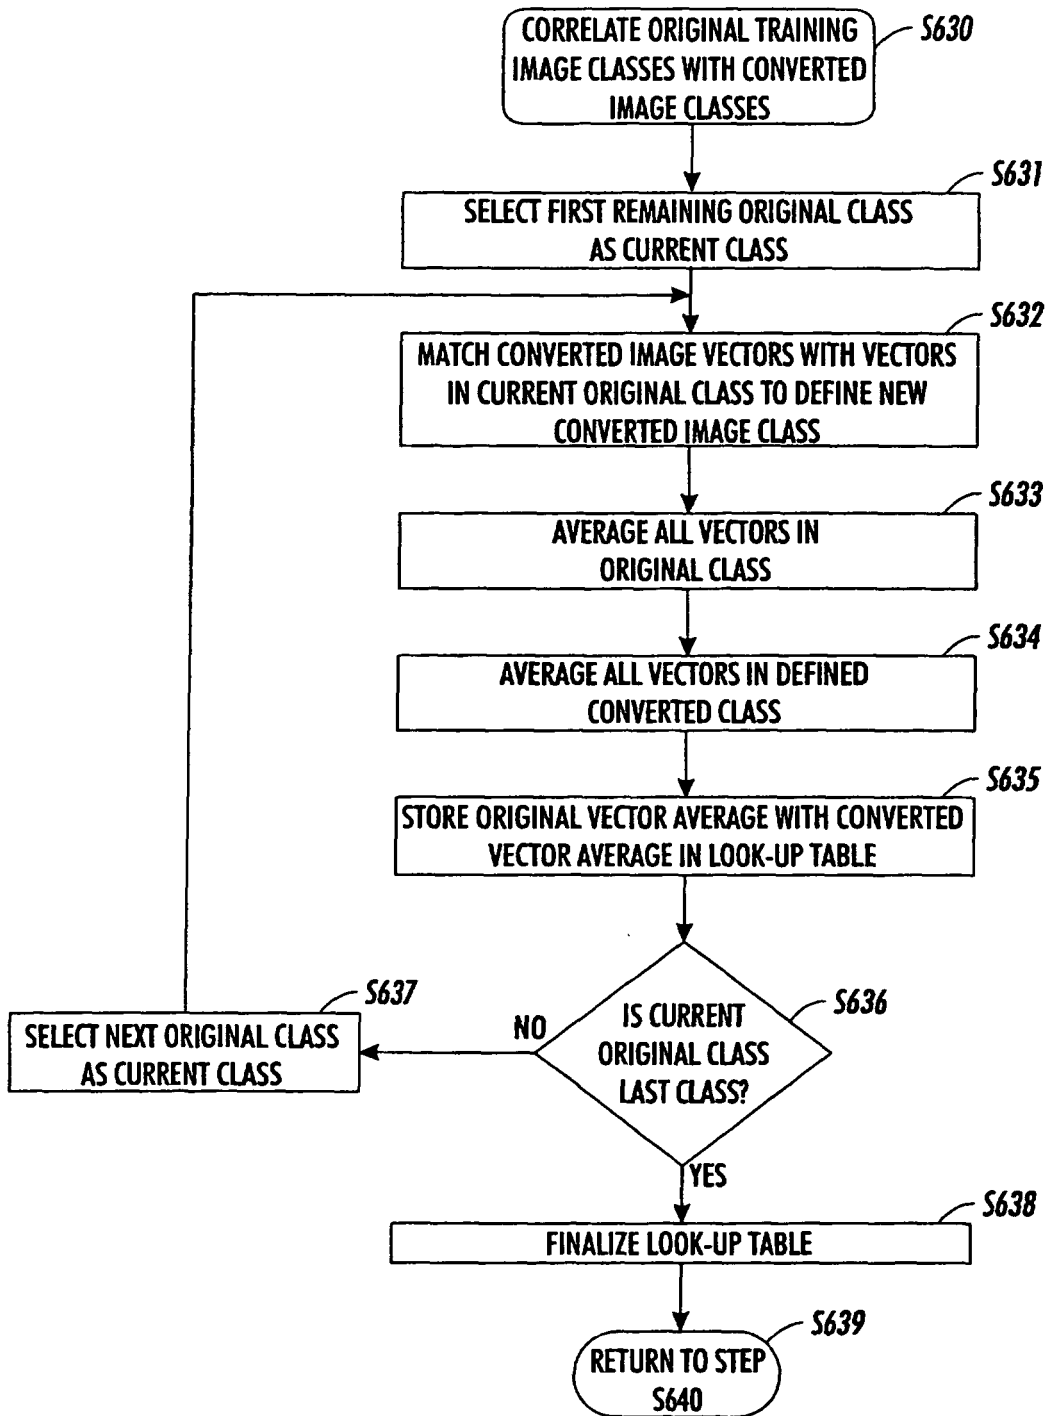 CORRELATE ORIGINAL TRAINING
IMAGE CLASSES WITH CONVERTED
IMAGE CLASSES
S630
S631
SELECT FIRST REMAINING ORIGINAL CLASS
AS CURRENT CLASS
S632
MATCH CONVERTED IMAGE VECTORS WITH VECTORS
IN CURRENT ORIGINAL CLASS TO DEFINE NEW
CONVERTED IMAGE CLASS
S633
AVERAGE ALL VECTORS IN
ORIGINAL CLASS
S634
AVERAGE ALL VECTORS IN DEFINED
CONVERTED CLASS
S635
STORE ORIGINAL VECTOR AVERAGE WITH CONVERTED
VECTOR AVERAGE IN LOOK-UP TABLE
S636
IS CURRENT
ORIGINAL CLASS
LAST CLASS?
NO
S637
SELECT NEXT ORIGINAL CLASS
AS CURRENT CLASS
YES
S638
FINALIZE LOOK-UP TABLE
S639
RETURN TO STEP
S640